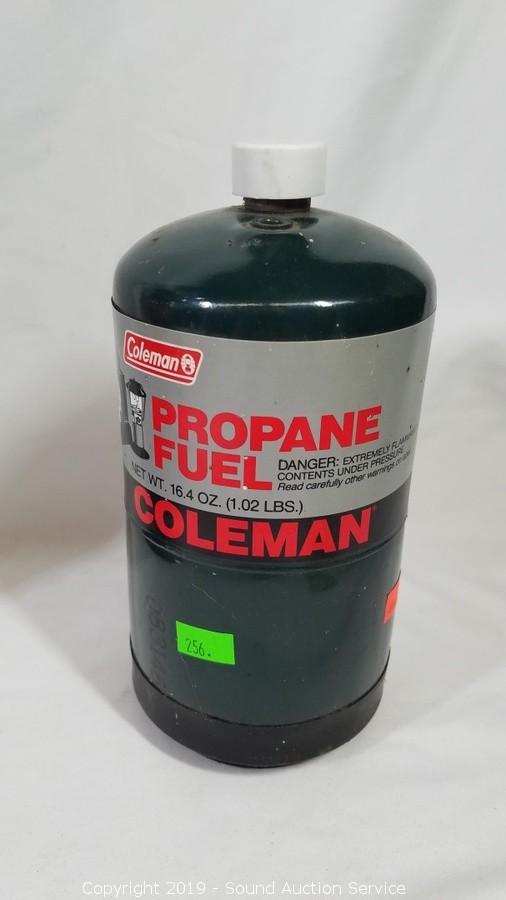 Coleman
PROPANE
FUEL
DANGER: EXTREMELY
CONTENTS UNDER PRESSURE.
Read carefully other warnings on
NET WT. 16.4 OZ. (1.02 LBS.)
COLEMAN®
256.
Copyright 2019 - Sound Auction Service